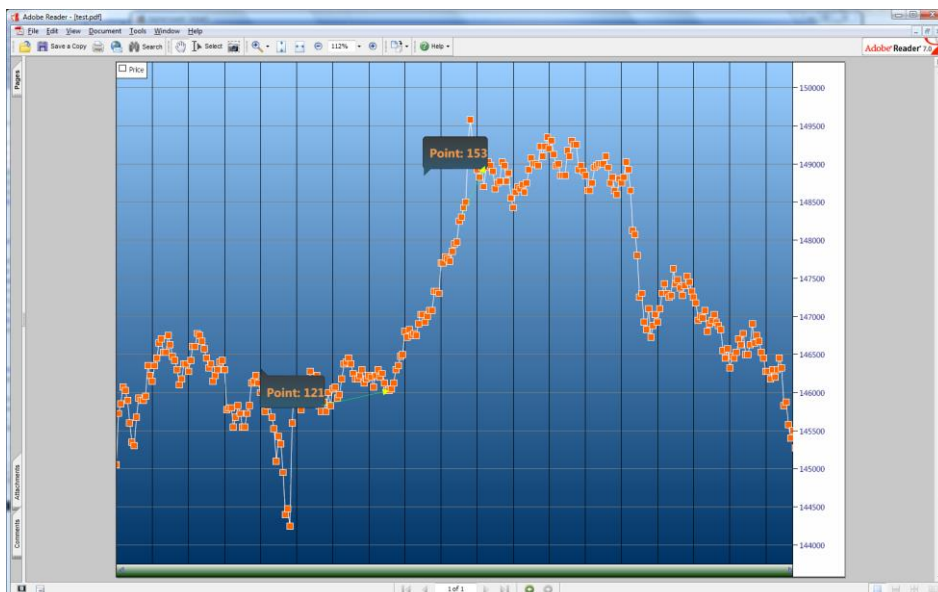 Adobe Reader - [test.pdf]
File Edit View Document Tools Window Help
Save a Copy Search Select 112% Help
Adobe Reader 7.0
Pages
Attachments
Comments
Price
Point: 153
Point: 121
150000
149500
149000
148500
148000
147500
147000
146500
146000
145500
145000
144500
144000
1 of 1